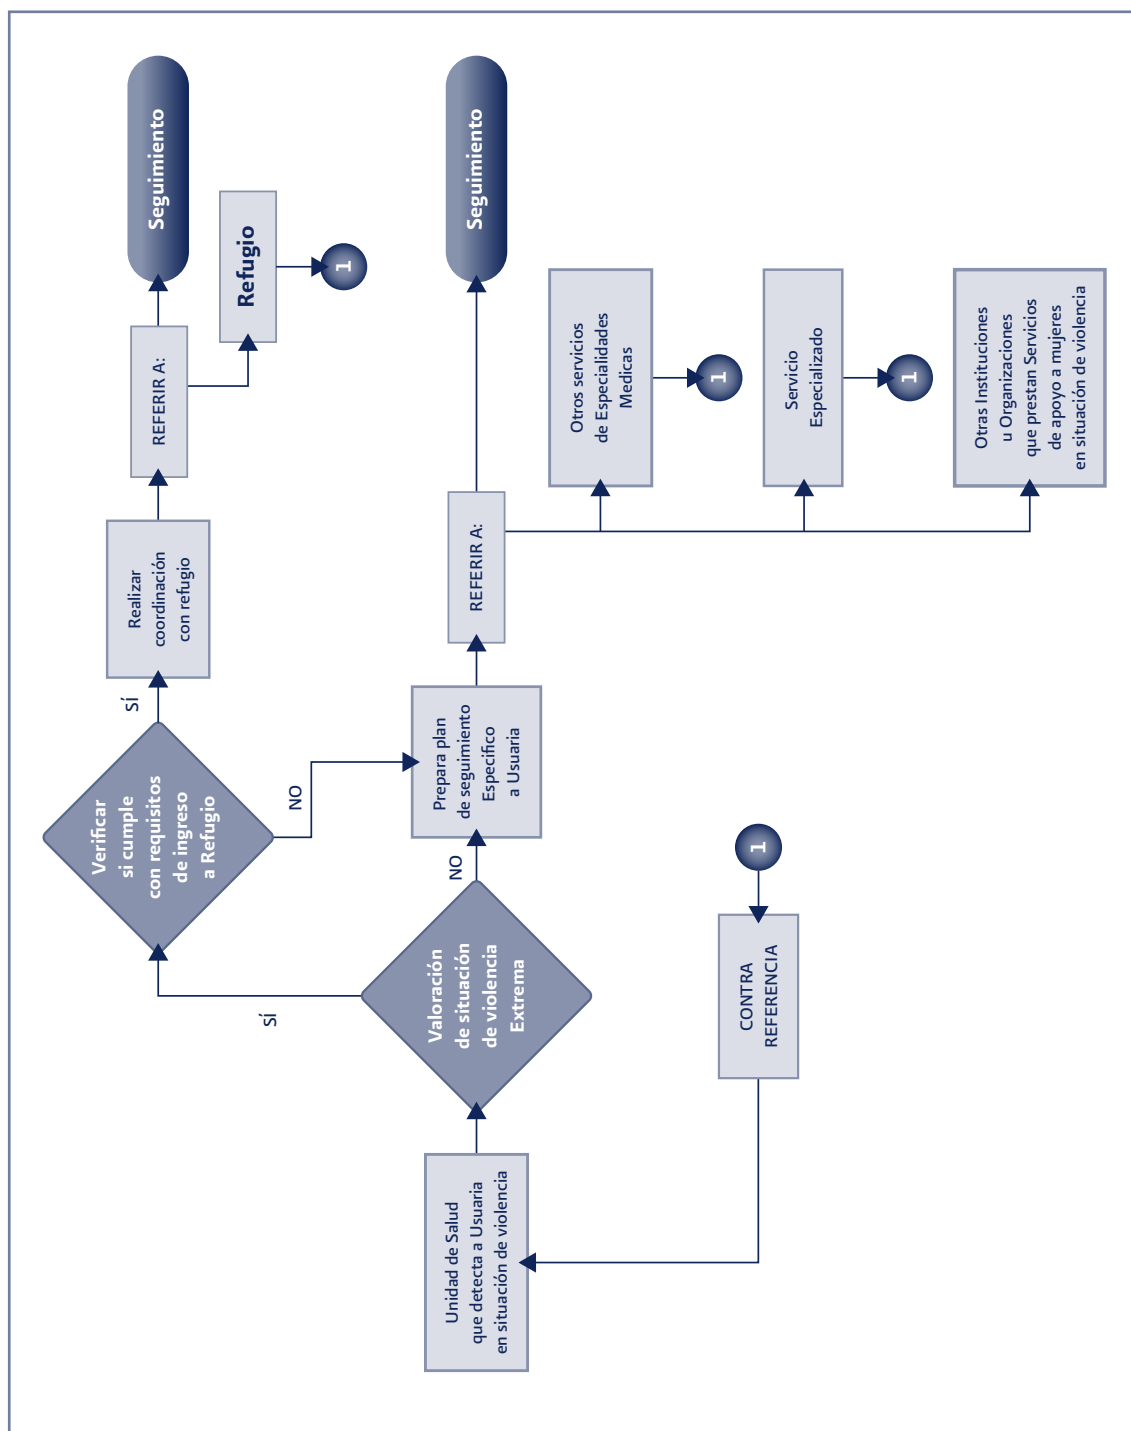 Unidad de Salud
que detecta a Usuaria
en situación de violencia
Valoración
de situación
de violencia
Extrema
SÍ
NO
Verificar
si cumple
con requisitos
de ingreso
a Refugio
SÍ
NO
Realizar
coordinación
con refugio
REFERIR A:
Refugio
1
Seguimiento
Prepara plan
de seguimiento
Especifico
a Usuaria
REFERIR A:
Seguimiento
Otros servicios
de Especialidades
Medicas
1
Servicio
Especializado
1
Otras Instituciones
u Organizaciones
que prestan Servicios
de apoyo a mujeres
en situación de violencia
1
CONTRA
REFERENCIA